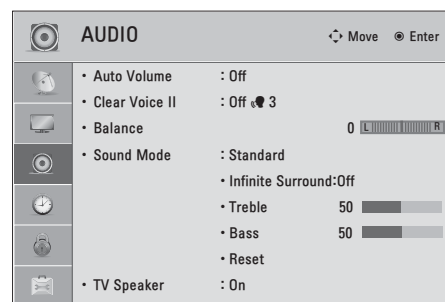 AUDIO Move Enter
• Auto Volume : Off
• Clear Voice II : Off 3
• Balance 0 L R
• Sound Mode : Standard
• Infinite Surround:Off
• Treble 50
• Bass 50
• Reset
• TV Speaker : On